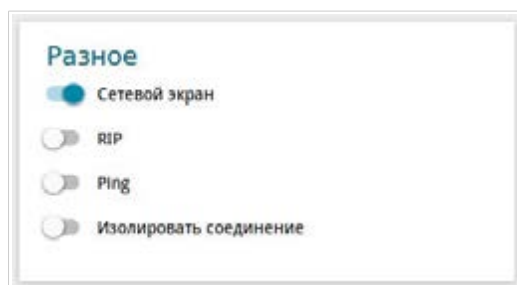 Разное
Сетевой экран
RIP
Ping
Изолировать соединение